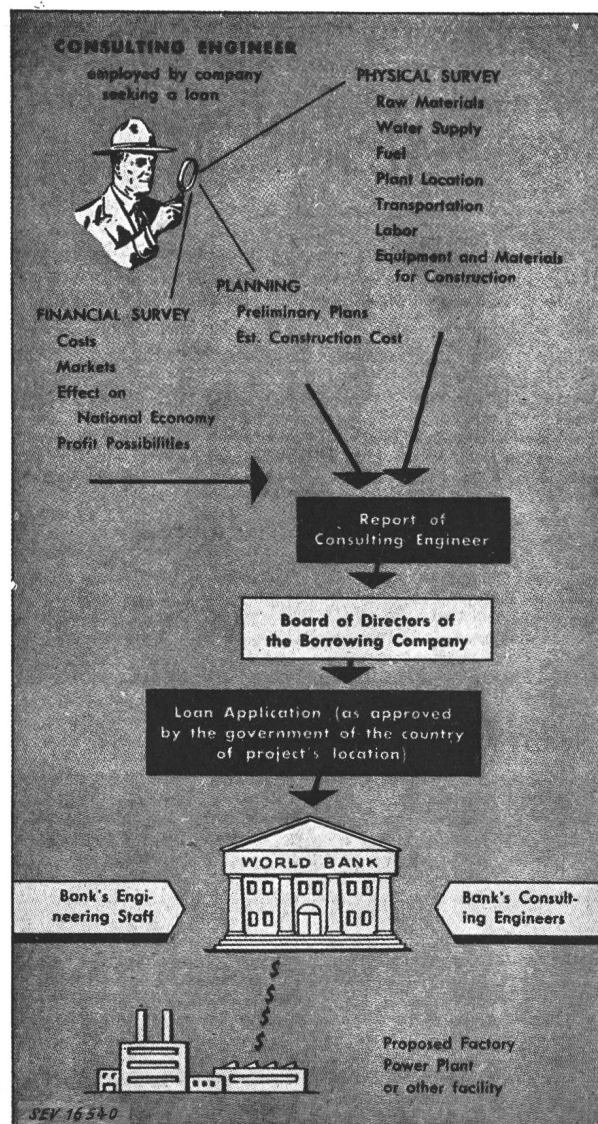 CONSULTING ENGINEER
employed by company
seeking a loan
PHYSICAL SURVEY
Raw Materials
Water Supply
Fuel
Plant Location
Transportation
Labor
Equipment and Materials
for Construction
PLANNING
Preliminary Plans
Est. Construction Cost
FINANCIAL SURVEY
Costs
Markets
Effect on
National Economy
Profit Possibilities
Report of
Consulting Engineer
Board of Directors of
the Borrowing Company
Loan Application (as approved
by the government of the country
of project's location)
WORLD BANK
Bank's Engi-
neering Staff
Bank's Consult-
ing Engineers
$
$
$
$
$
Proposed Factory
Power Plant
or other facility
SEV 16540